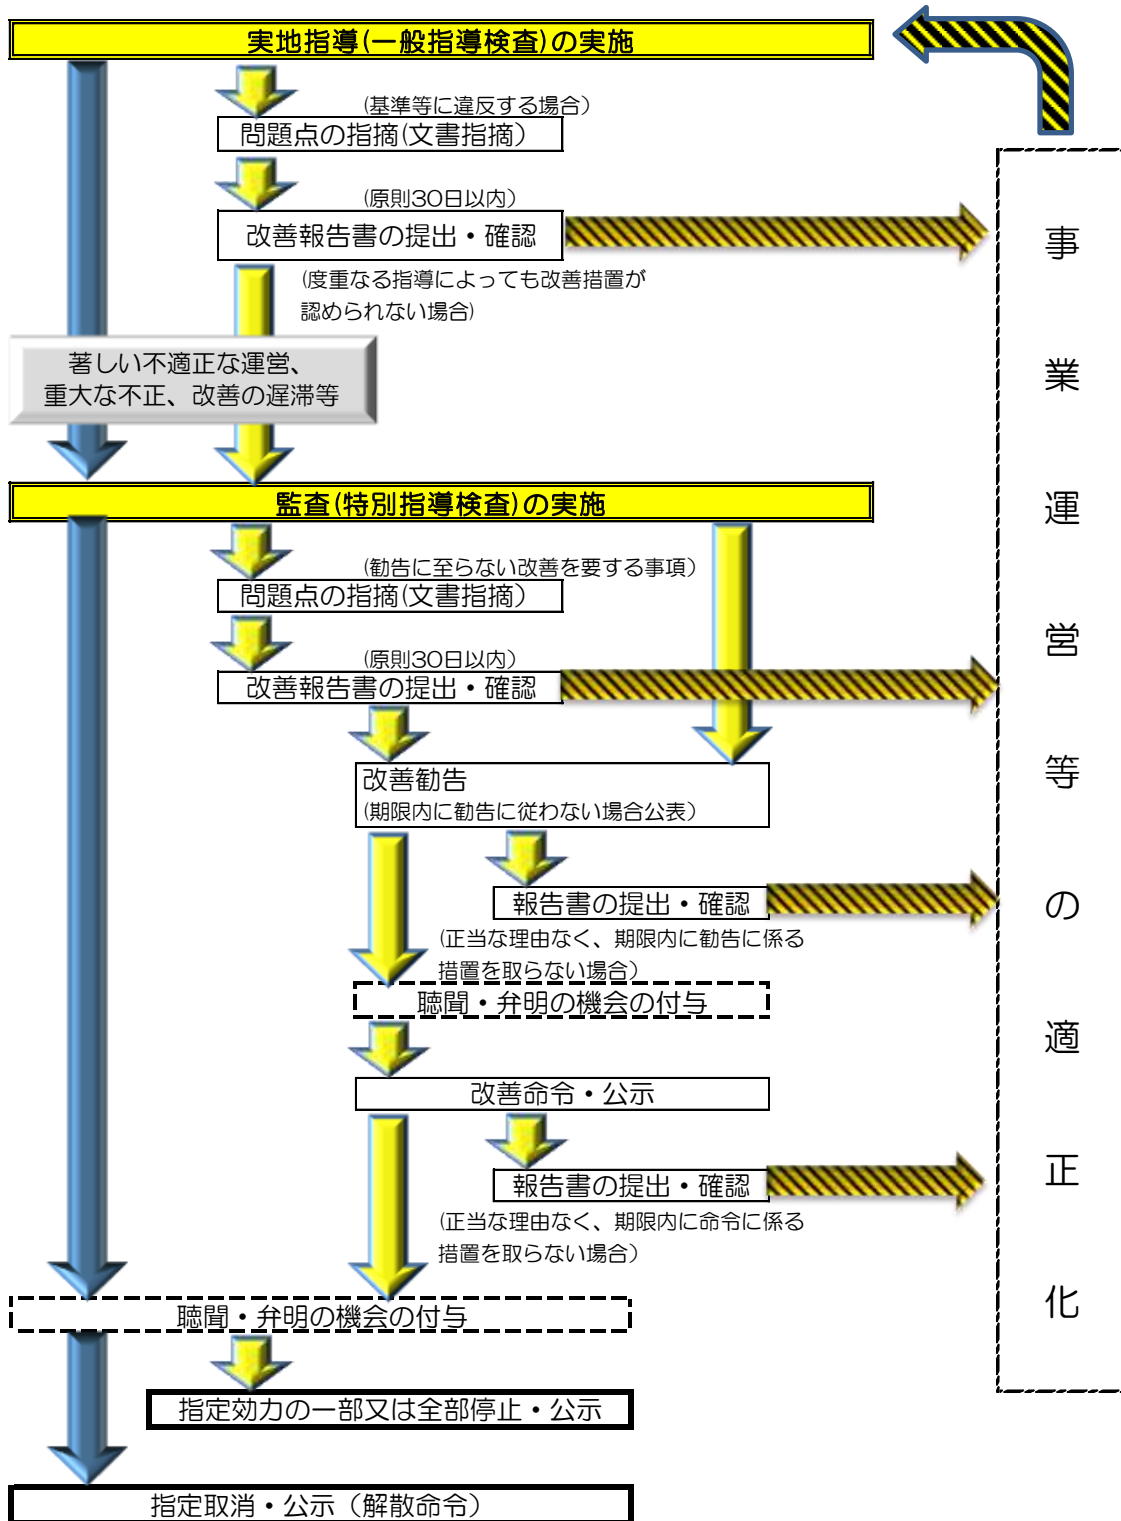 実地指導(一般指導検査)の実施
(基準等に違反する場合)
問題点の指摘(文書指摘)
(原則30日以内)
改善報告書の提出・確認
(度重なる指導によっても改善措置が
認められない場合)
著しい不適正な運営、
重大な不正、改善の遅滞等
監査(特別指導検査)の実施
(勧告に至らない改善を要する事項)
問題点の指摘(文書指摘)
(原則30日以内)
改善報告書の提出・確認
改善勧告
(期限内に勧告に従わない場合公表)
報告書の提出・確認
(正当な理由なく、期限内に勧告に係る
措置を取らない場合)
聴聞・弁明の機会の付与
改善命令・公示
報告書の提出・確認
(正当な理由なく、期限内に命令に係る
措置を取らない場合)
聴聞・弁明の機会の付与
指定効力の一部又は全部停止・公示
指定取消・公示（解散命令）
事業運営等の適正化